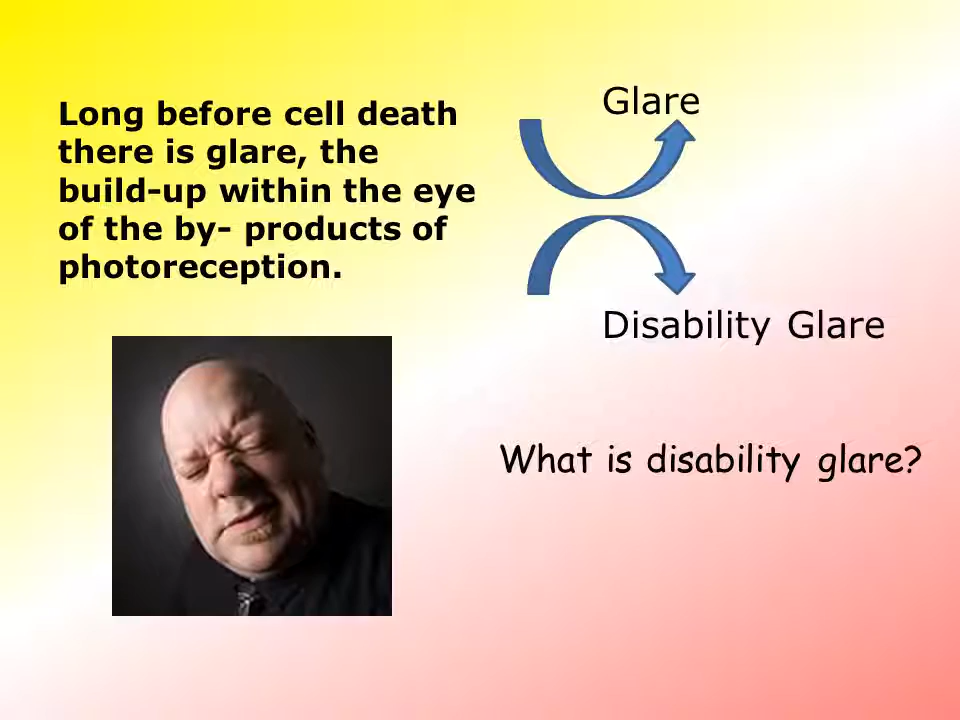 Long before cell death
there is glare, the
build-up within the eye
of the by- products of
photoreception.
Glare
Disability Glare
What is disability glare?